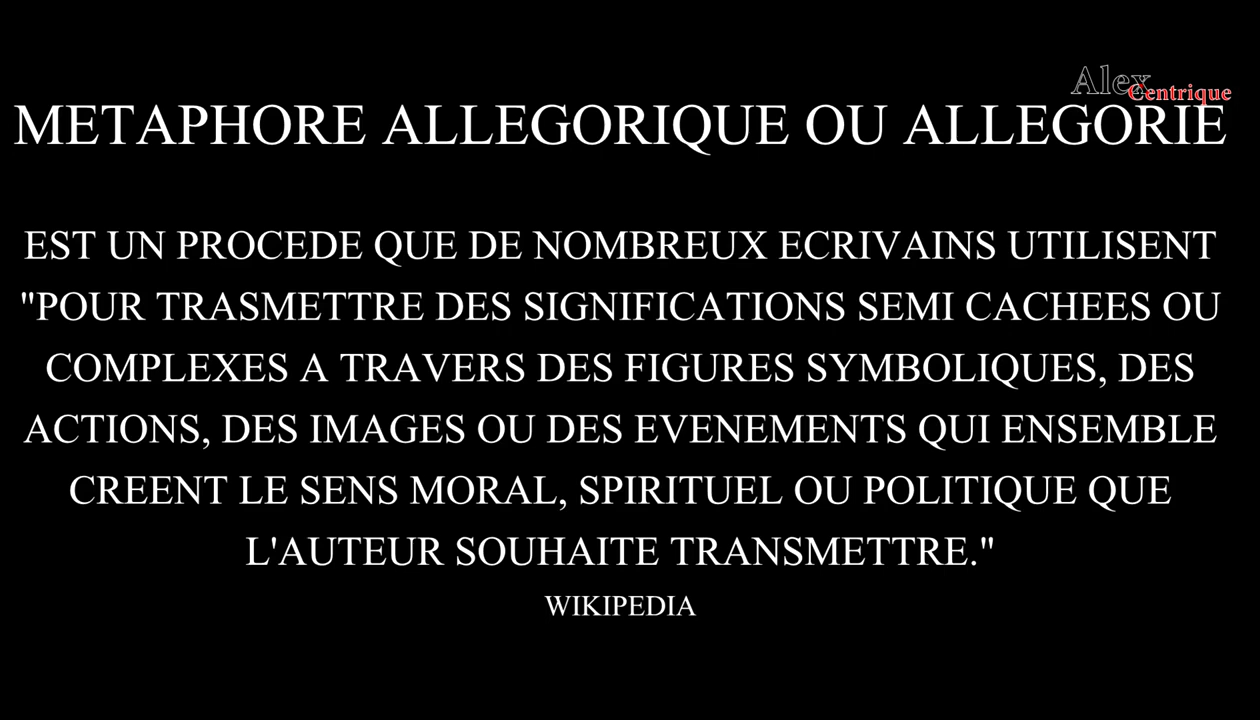 Alex
Centrique
METAPHORE ALLEGORIQUE OU ALLEGORIE
EST UN PROCEDE QUE DE NOMBREUX ECRIVAINS UTILISENT
"POUR TRASMETTRE DES SIGNIFICATIONS SEMI CACHEES OU
COMPLEXES A TRAVERS DES FIGURES SYMBOLIQUES, DES
ACTIONS, DES IMAGES OU DES EVENEMENTS QUI ENSEMBLE
CREENT LE SENS MORAL, SPIRITUEL OU POLITIQUE QUE
L'AUTEUR SOUHAITE TRANSMETTRE."
WIKIPEDIA